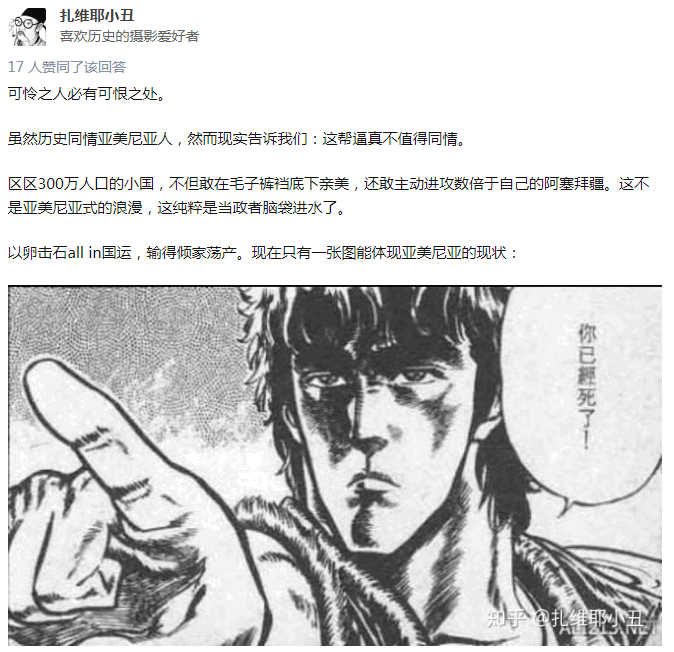 扎维耶小丑
喜欢历史的摄影爱好者
17 人赞同了该回答
可怜之人必有可恨之处。
虽然历史同情亚美尼亚人，然而现实告诉我们：这帮逼真不值得同情。
区区300万人口的小国，不但敢在毛子裤裆底下亲美，还敢主动进攻数倍于自己的阿塞拜疆。这不
是亚美尼亚式的浪漫，这纯粹是当政者脑袋进水了。
以卵击石all in国运，输得倾家荡产。现在只有一张图能体现亚美尼亚的现状：
你已經死了！
知乎 @扎维耶小丑